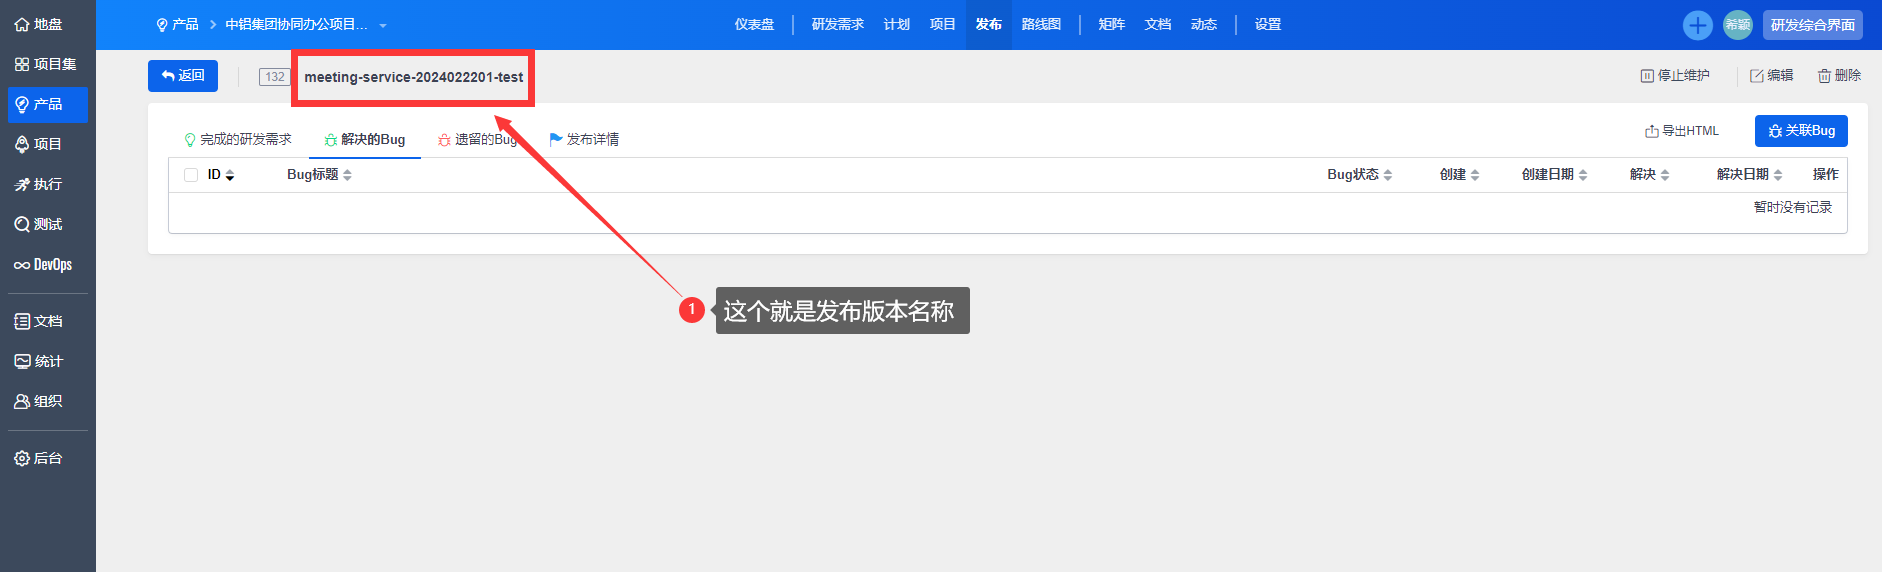 地盘
项目集
产品
项目
执行
测试
DevOps
文档
统计
组织
后台
产品 中铝集团协同办公项目...
仪表盘 研发需求 计划 项目 发布 路线图 矩阵 文档 动态 设置
希颖 研发综合界面
返回 132 meeting-service-2024022201-test
停止维护 编辑 删除
完成的研发需求 解决的Bug 遗留的Bug 发布详情
导出HTML 关联Bug
ID Bug标题 Bug状态 创建 创建日期 解决 解决日期 操作
暂时没有记录
1 这个就是发布版本名称